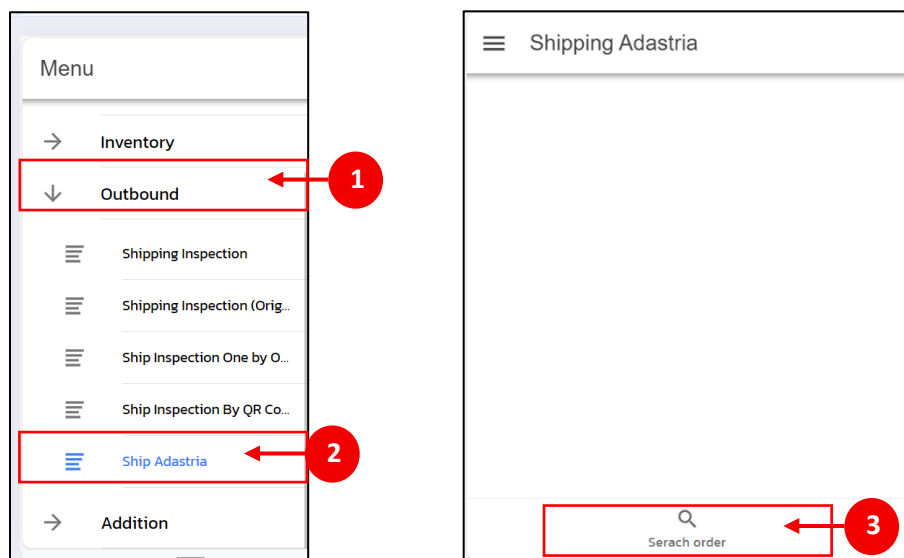 Menu
Inventory
Outbound
1
Shipping Inspection
Shipping Inspection (Orig...
Ship Inspection One by O...
Ship Inspection By QR Co...
Ship Adastria
2
Addition
Shipping Adastria
Serach order
3